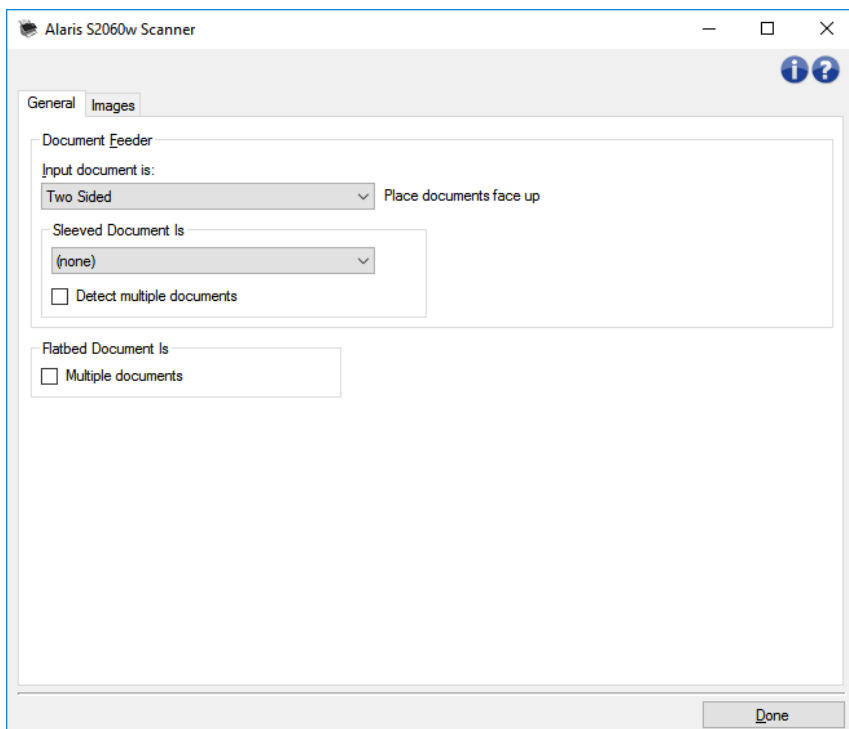 Alaris S2060w Scanner
General Images
Document Feeder
Input document is:
Two Sided Place documents face up
Sleeved Document Is
(none)
Detect multiple documents
Flatbed Document Is
Multiple documents
Done